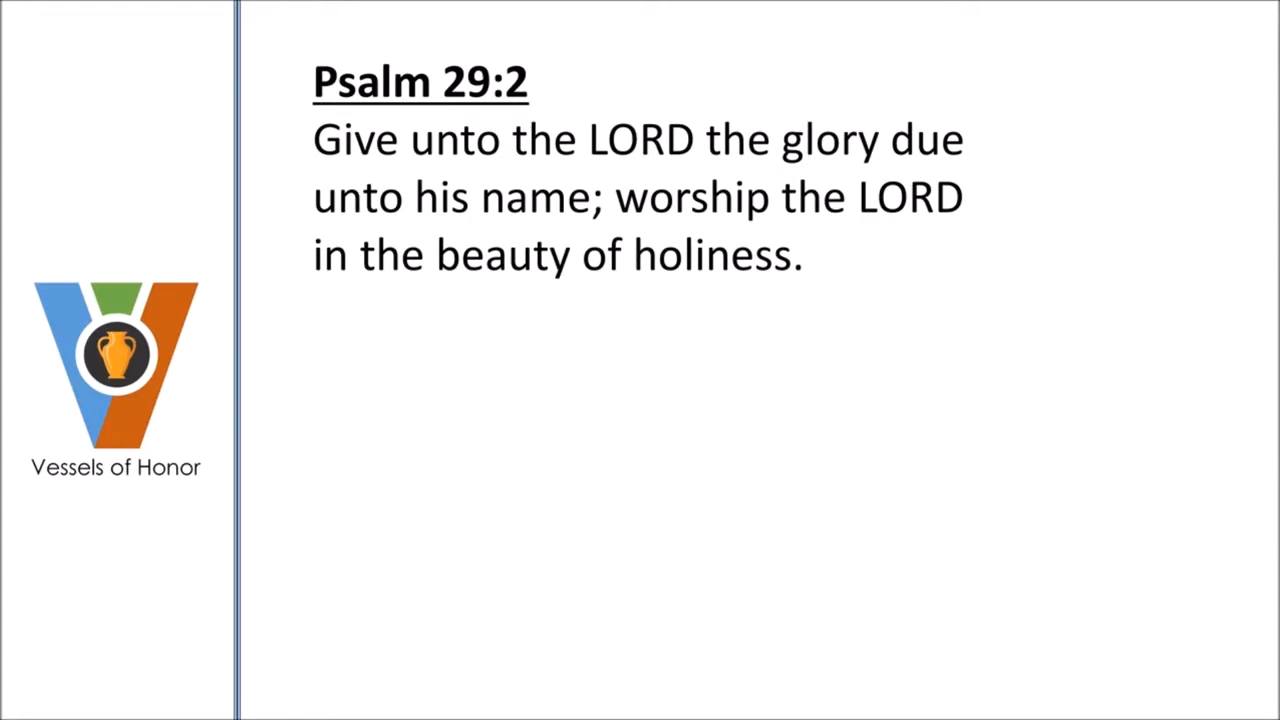 Psalm 29:2
Give unto the LORD the glory due
unto his name; worship the LORD
in the beauty of holiness.
Vessels of Honor